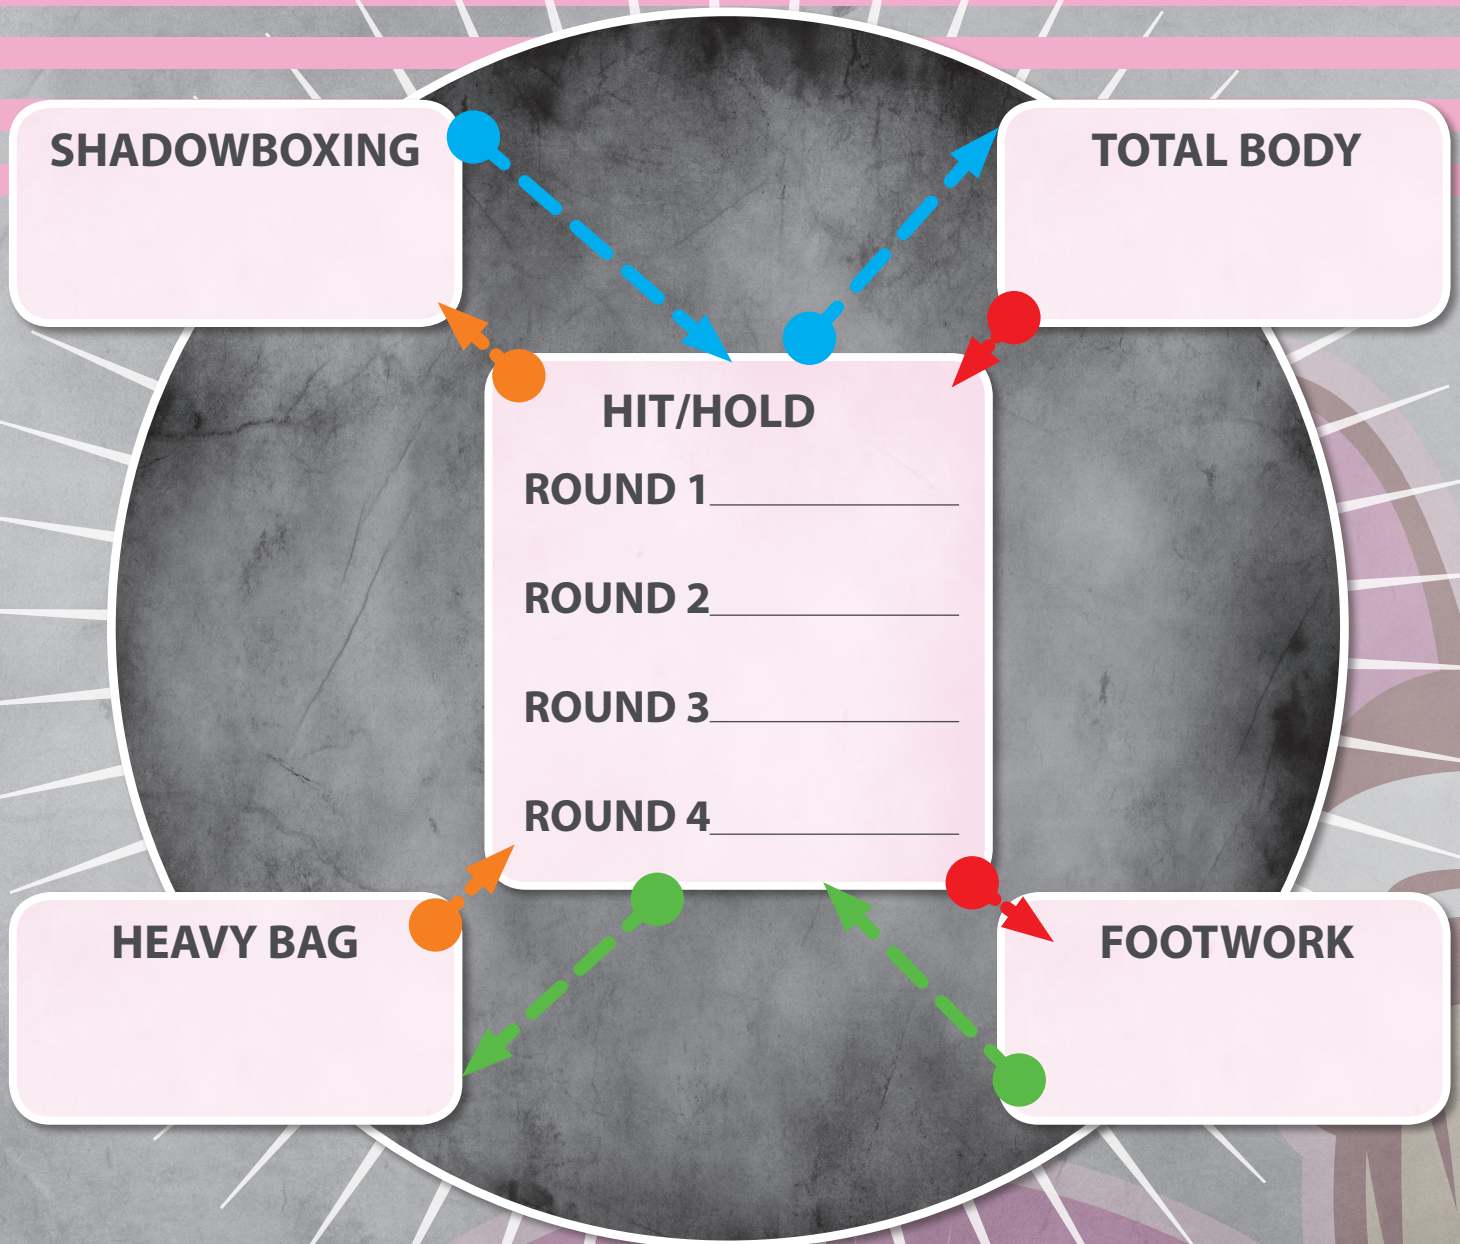 SHADOWBOXING
TOTAL BODY
HIT/HOLD
ROUND 1
ROUND 2
ROUND 3
ROUND 4
HEAVY BAG
FOOTWORK